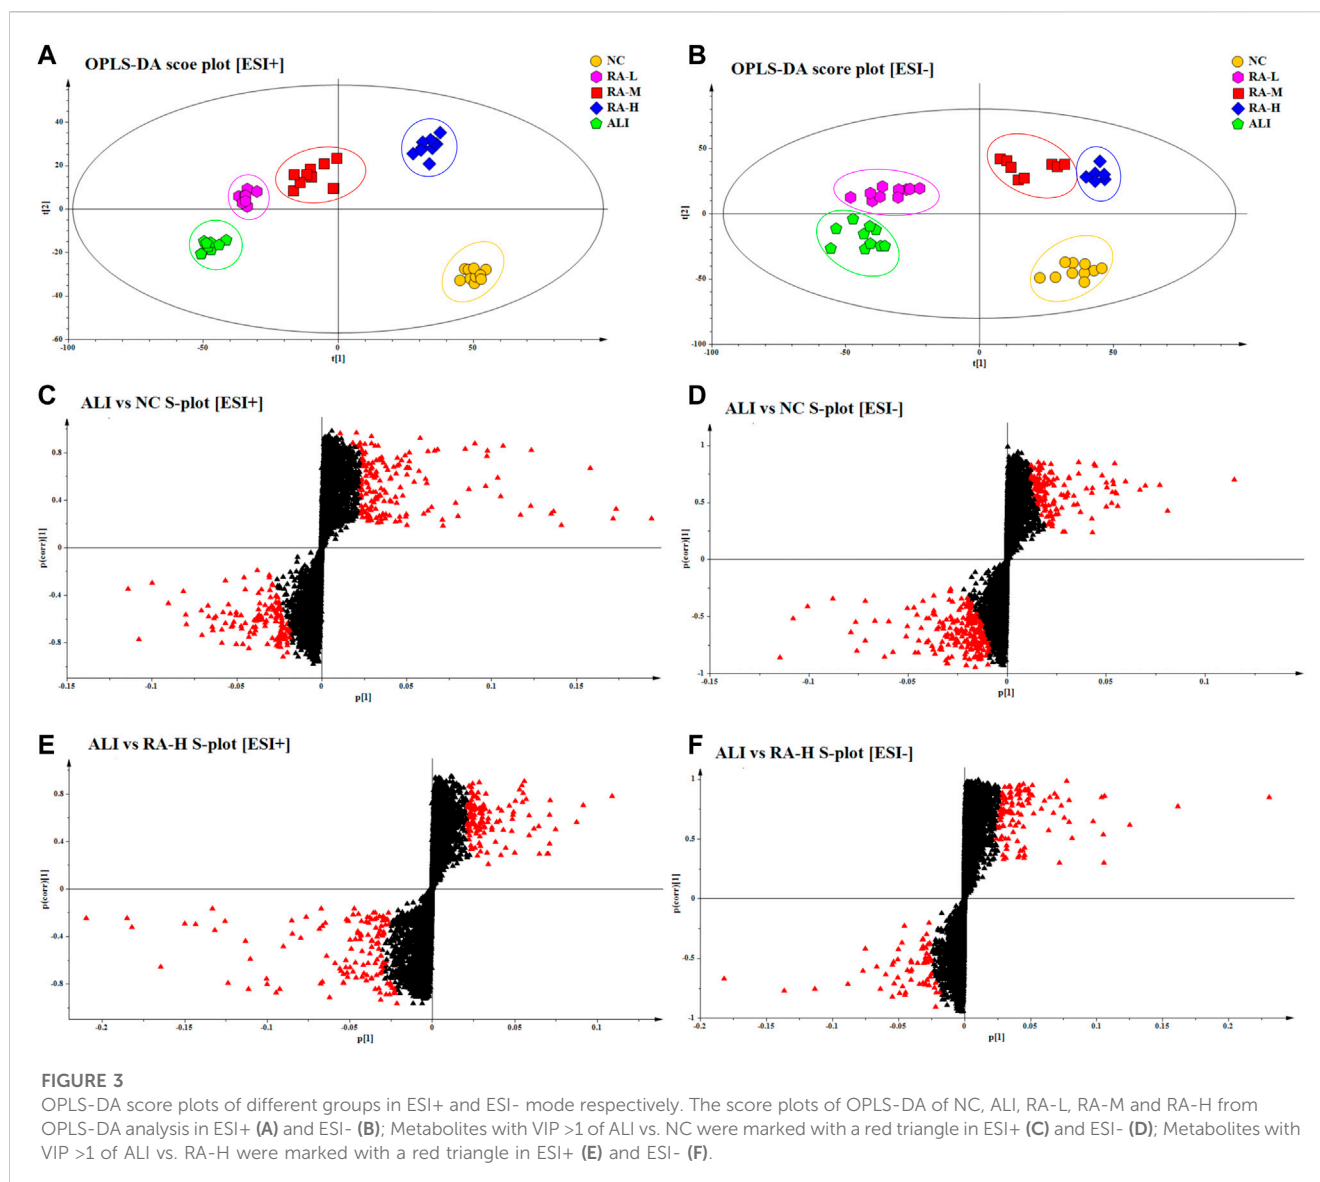 A
OPLS-DA scoe plot [ESI+]
NC
RA-L
RA-M
RA-H
ALI
40
20
0
-20
-40
-60
t[2]
-100
-50
0
50
t[1]
B
OPLS-DA score plot [ESI-]
NC
RA-L
RA-M
RA-H
ALI
50
0
-50
-100
t[2]
-100
-50
0
50
t[1]
C
ALI vs NC S-plot [ESI+]
0.8
0.4
0
-0.4
-0.8
p(corr)[1]
-0.15
-0.1
-0.05
0
0.05
0.1
0.15
p[1]
D
ALI vs NC S-plot [ESI-]
1
0.5
0
-0.5
-1
p(corr)[1]
-0.15
-0.1
-0.05
0
0.05
0.1
p[1]
E
ALI vs RA-H S-plot [ESI+]
0.8
0.4
0
-0.4
-0.8
p(corr)[1]
-0.2
-0.15
-0.1
-0.05
0
0.05
0.1
p[1]
F
ALI vs RA-H S-plot [ESI-]
1
0.5
0
-0.5
-1
p(corr)[1]
-0.2
-0.15
-0.1
-0.05
0
0.05
0.1
0.15
0.2
p[1]
FIGURE 3
OPLS-DA score plots of different groups in ESI+ and ESI- mode respectively. The score plots of OPLS-DA of NC, ALI, RA-L, RA-M and RA-H from
OPLS-DA analysis in ESI+ (A) and ESI- (B); Metabolites with VIP >1 of ALI vs. NC were marked with a red triangle in ESI+ (C) and ESI- (D); Metabolites with
VIP >1 of ALI vs. RA-H were marked with a red triangle in ESI+ (E) and ESI- (F).